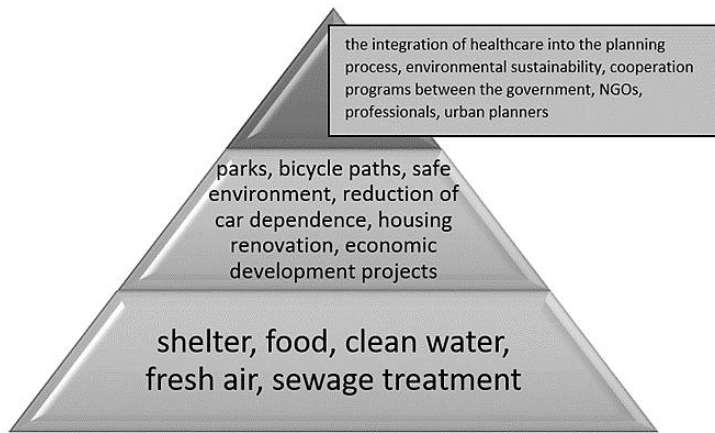 the integration of healthcare into the planning
process, environmental sustainability, cooperation
programs between the government, NGOs,
professionals, urban planners
parks, bicycle paths, safe
environment, reduction of
car dependence, housing
renovation, economic
development projects
shelter, food, clean water,
fresh air, sewage treatment